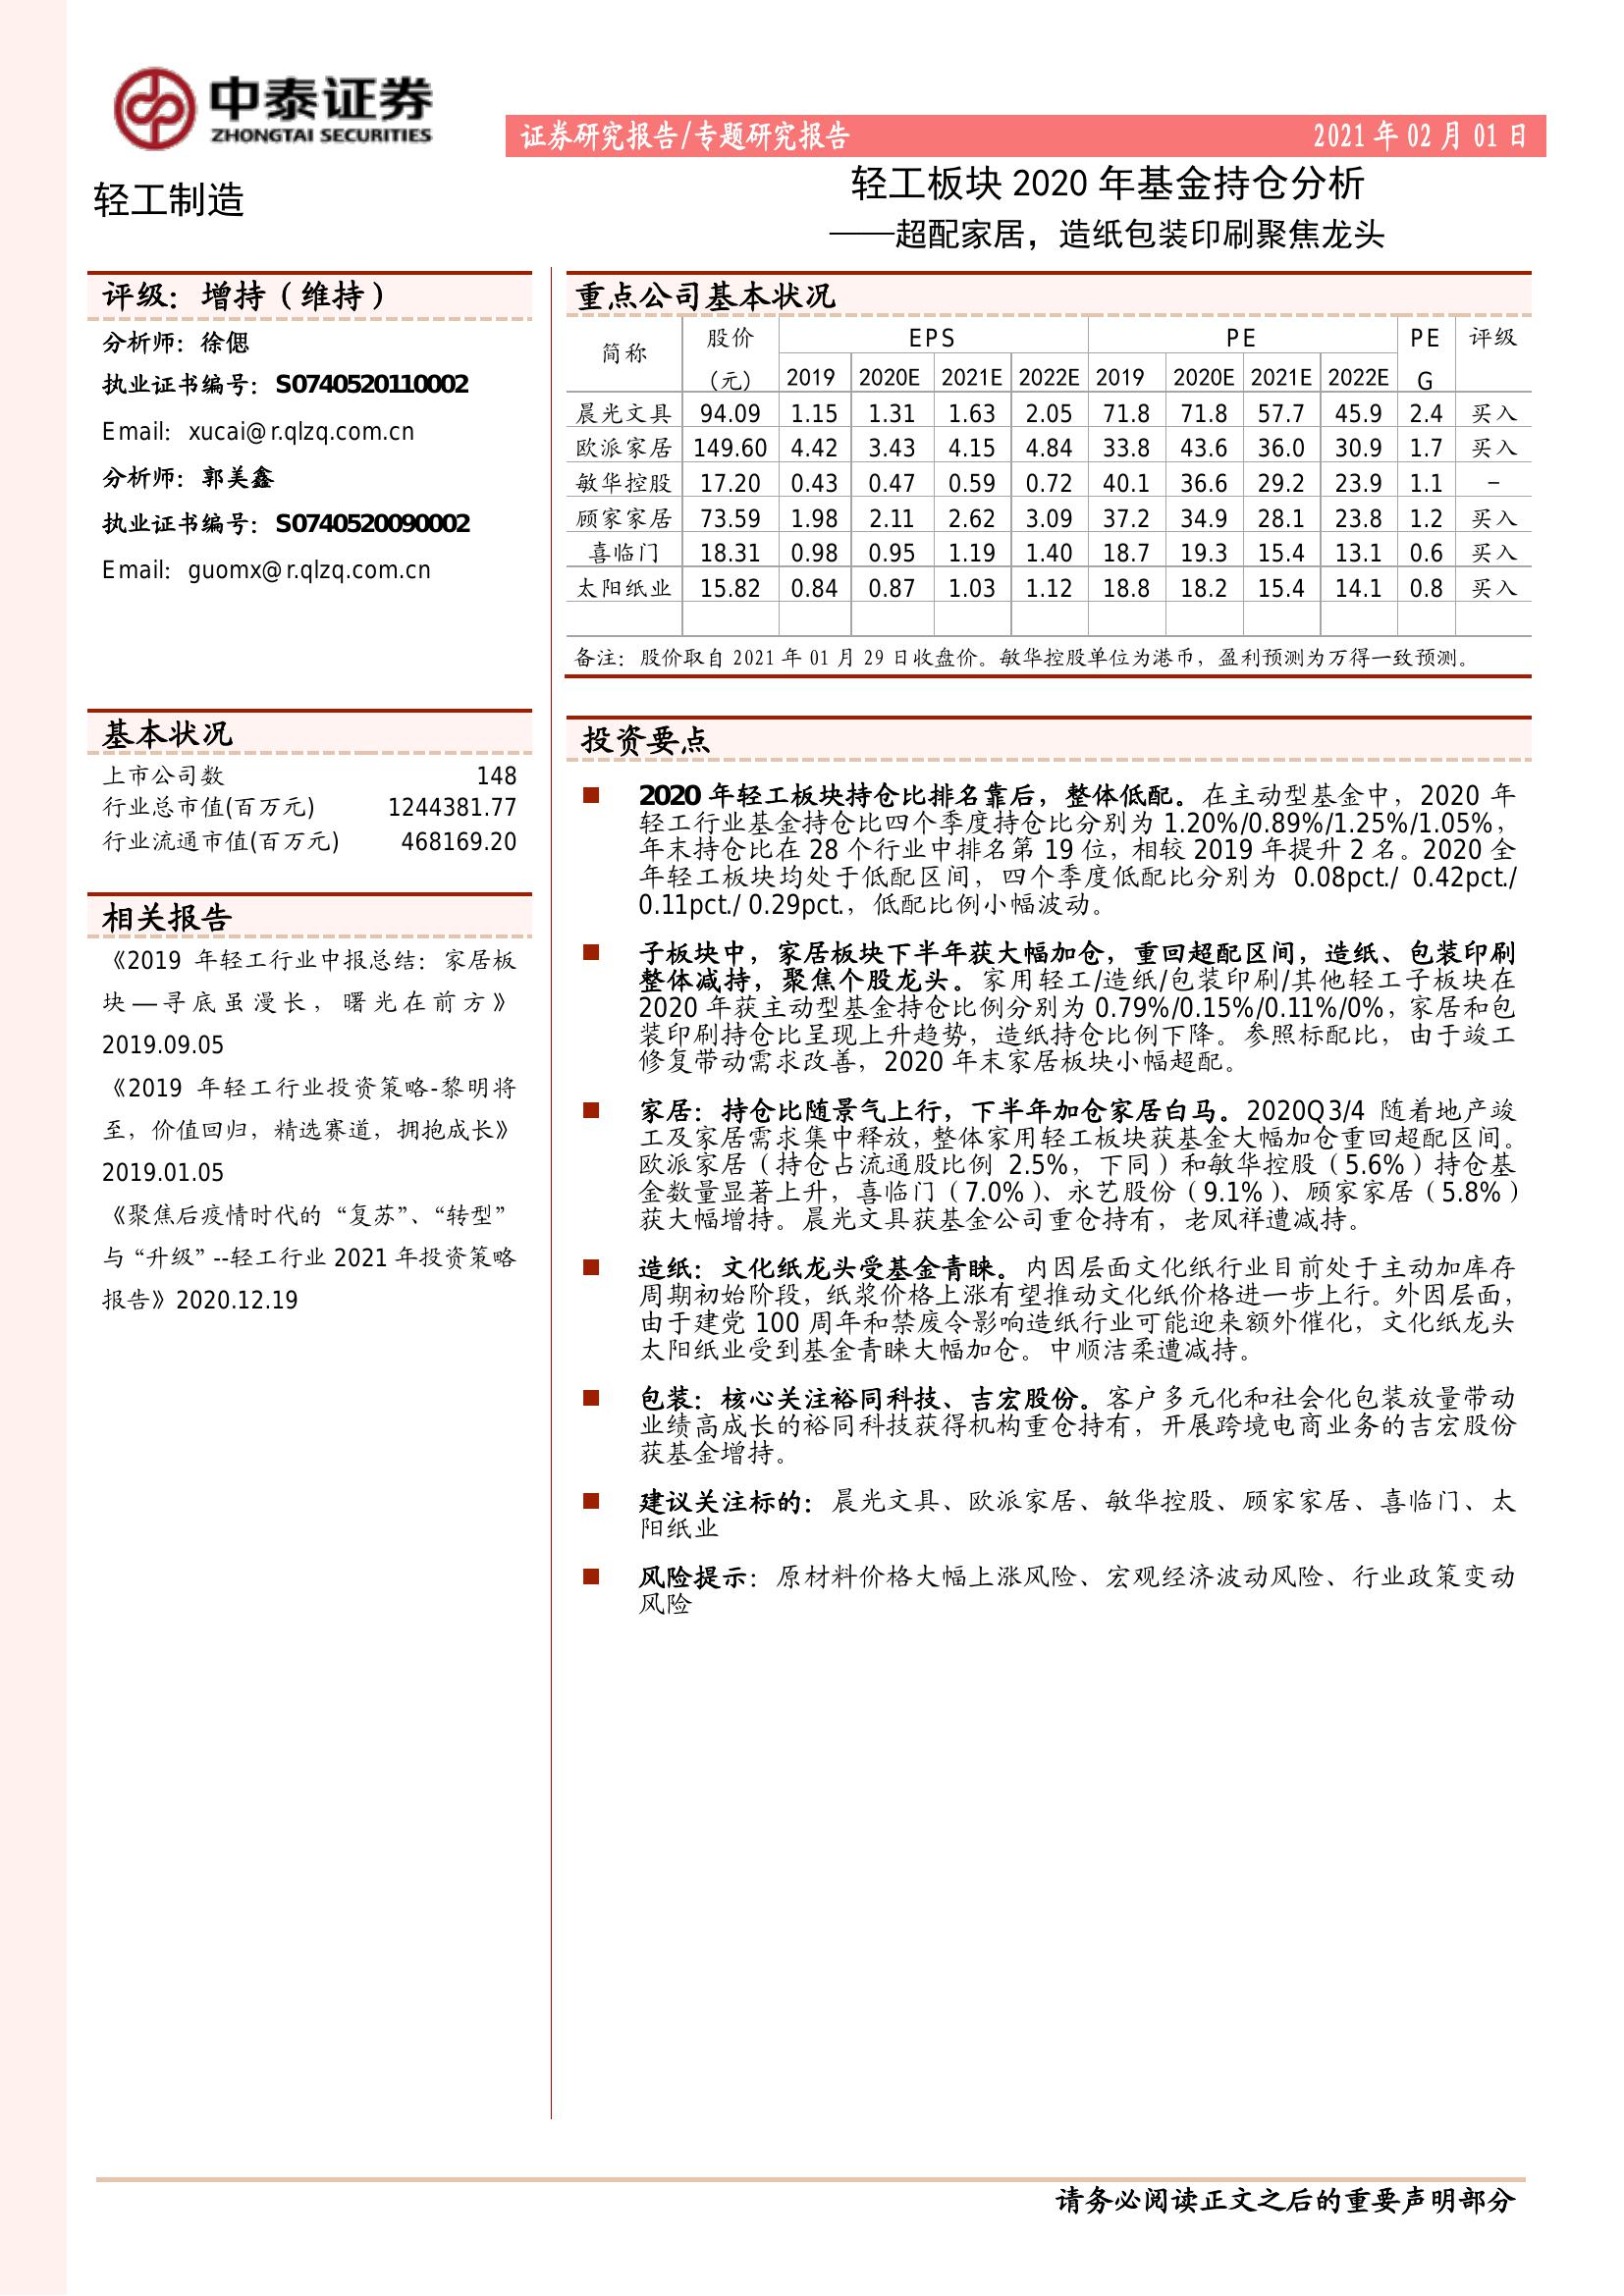 中泰证券
ZHONGTAI SECURITIES
证券研究报告/专题研究报告 2021 年 02 月 01 日
轻工制造
轻工板块 2020 年基金持仓分析
——超配家居，造纸包装印刷聚焦龙头
评级：增持（维持）
分析师：徐偲
执业证书编号：S0740520110002
Email：xucai@r.qlzq.com.cn
分析师：郭美鑫
执业证书编号：S0740520090002
Email：guomx@r.qlzq.com.cn
基本状况
上市公司数 148
行业总市值(百万元) 1244381.77
行业流通市值(百万元) 468169.20
相关报告
《2019 年轻工行业中报总结：家居板
块—寻底虽漫长，曙光在前方》
2019.09.05
《2019 年轻工行业投资策略-黎明将
至，价值回归，精选赛道，拥抱成长》
2019.01.05
《聚焦后疫情时代的“复苏”、“转型”
与“升级”--轻工行业 2021 年投资策略
报告》2020.12.19
重点公司基本状况
简称 股价 EPS PE PE 评级
（元） 2019 2020E 2021E 2022E 2019 2020E 2021E 2022E G
晨光文具 94.09 1.15 1.31 1.63 2.05 71.8 71.8 57.7 45.9 2.4 买入
欧派家居 149.60 4.42 3.43 4.15 4.84 33.8 43.6 36.0 30.9 1.7 买入
敏华控股 17.20 0.43 0.47 0.59 0.72 40.1 36.6 29.2 23.9 1.1 –
顾家家居 73.59 1.98 2.11 2.62 3.09 37.2 34.9 28.1 23.8 1.2 买入
喜临门 18.31 0.98 0.95 1.19 1.40 18.7 19.3 15.4 13.1 0.6 买入
太阳纸业 15.82 0.84 0.87 1.03 1.12 18.8 18.2 15.4 14.1 0.8 买入
备注：股价取自 2021 年 01 月 29 日收盘价。敏华控股单位为港币，盈利预测为万得一致预测。
投资要点
■ 2020 年轻工板块持仓比排名靠后，整体低配。在主动型基金中，2020 年
轻工行业基金持仓比四个季度持仓比分别为 1.20%/0.89%/1.25%/1.05%，
年末持仓比在 28 个行业中排名第 19 位，相较 2019 年提升 2 名。2020 全
年轻工板块均处于低配区间，四个季度低配比分别为 0.08pct./ 0.42pct./
0.11pct./ 0.29pct.，低配比例小幅波动。
■ 子板块中，家居板块下半年获大幅加仓，重回超配区间，造纸、包装印刷
整体减持，聚焦个股龙头。家用轻工/造纸/包装印刷/其他轻工子板块在
2020 年获主动型基金持仓比例分别为 0.79%/0.15%/0.11%/0%，家居和包
装印刷持仓比呈现上升趋势，造纸持仓比例下降。参照标配比，由于竣工
修复带动需求改善，2020 年末家居板块小幅超配。
■ 家居：持仓比随景气上行，下半年加仓家居白马。2020Q3/4 随着地产竣
工及家居需求集中释放，整体家用轻工板块获基金大幅加仓重回超配区间。
欧派家居（持仓占流通股比例 2.5%，下同）和敏华控股（5.6%）持仓基
金数量显著上升，喜临门（7.0%）、永艺股份（9.1%）、顾家家居（5.8%）
获大幅增持。晨光文具获基金公司重仓持有，老凤祥遭减持。
■ 造纸：文化纸龙头受基金青睐。内因层面文化纸行业目前处于主动加库存
周期初始阶段，纸浆价格上涨有望推动文化纸价格进一步上行。外因层面，
由于建党 100 周年和禁废令影响造纸行业可能迎来额外催化，文化纸龙头
太阳纸业受到基金青睐大幅加仓。中顺洁柔遭减持。
■ 包装：核心关注裕同科技、吉宏股份。客户多元化和社会化包装放量带动
业绩高成长的裕同科技获得机构重仓持有，开展跨境电商业务的吉宏股份
获基金增持。
■ 建议关注标的：晨光文具、欧派家居、敏华控股、顾家家居、喜临门、太
阳纸业
■ 风险提示：原材料价格大幅上涨风险、宏观经济波动风险、行业政策变动
风险
请务必阅读正文之后的重要声明部分